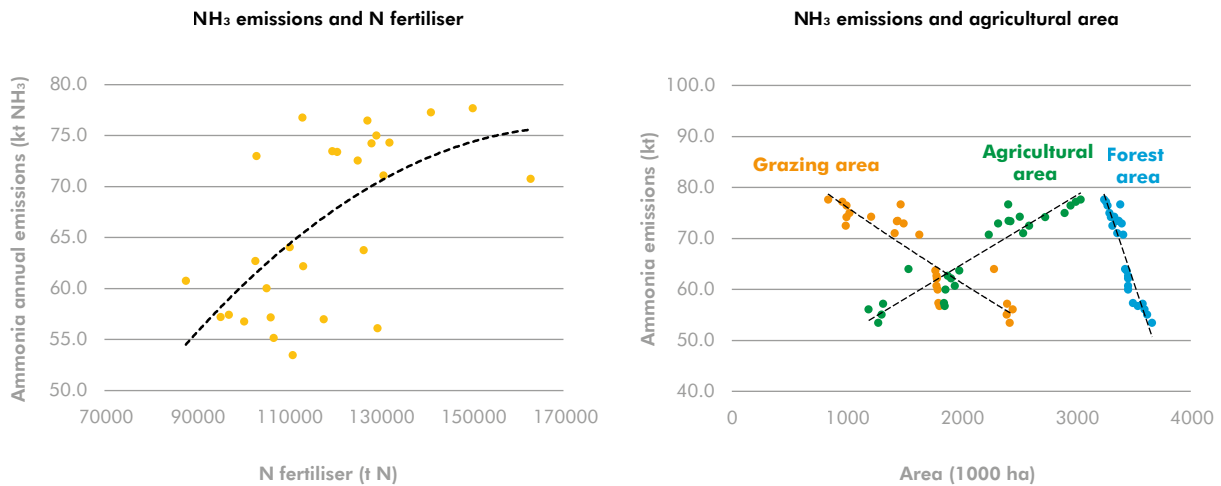 NH₃ emissions and N fertiliser
Ammonia annual emissions (kt NH₃)
80.0
75.0
70.0
65.0
60.0
55.0
50.0
70000 90000 110000 130000 150000 170000
N fertiliser (t N)
NH₃ emissions and agricultural area
Ammonia emissions (kt)
100.0
90.0
80.0
70.0
60.0
50.0
40.0
Grazing area
Agricultural
area
Forest
area
0 1000 2000 3000 4000
Area (1000 ha)